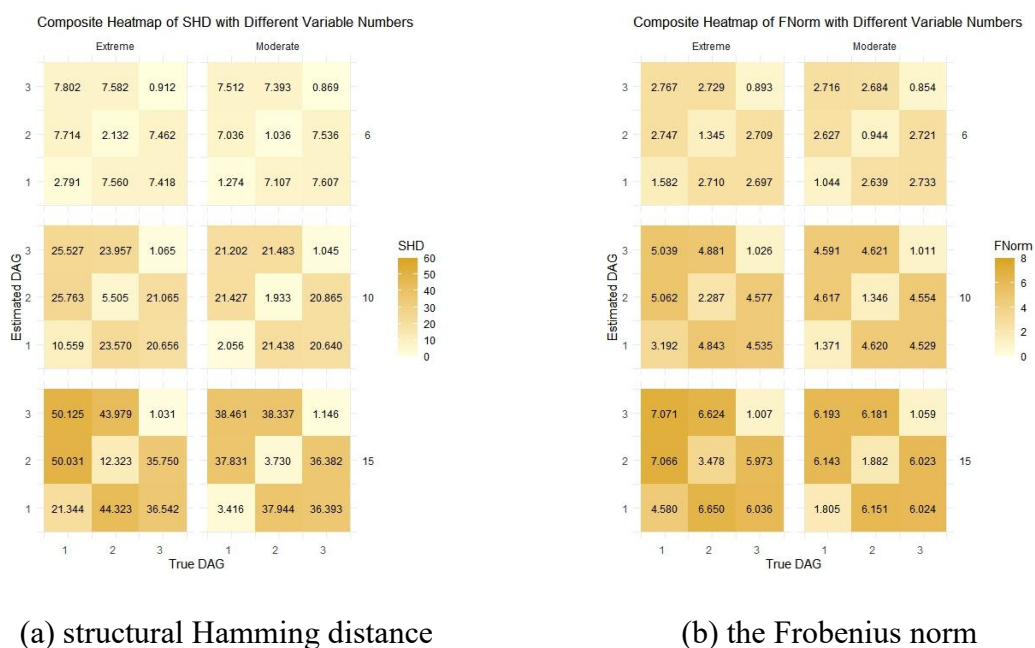 Composite Heatmap of SHD with Different Variable Numbers
Extreme Moderate
3 7.802 7.582 0.912 7.512 7.393 0.869
2 7.714 2.132 7.462 7.036 1.036 7.536 6
1 2.791 7.560 7.418 1.274 7.107 7.607
3 25.527 23.957 1.065 21.202 21.483 1.045
2 25.763 5.505 21.065 21.427 1.933 20.865 10
1 10.559 23.570 20.656 2.056 21.438 20.640
3 50.125 43.979 1.031 38.461 38.337 1.146
2 50.031 12.323 35.750 37.831 3.730 36.382 15
1 21.344 44.323 36.542 3.416 37.944 36.393
1 2 3 1 2 3
True DAG
Estimated DAG
SHD
60
50
40
30
20
10
0
(a) structural Hamming distance
Composite Heatmap of FNorm with Different Variable Numbers
Extreme Moderate
3 2.767 2.729 0.893 2.716 2.684 0.854
2 2.747 1.345 2.709 2.627 0.944 2.721 6
1 1.582 2.710 2.697 1.044 2.639 2.733
3 5.039 4.881 1.026 4.591 4.621 1.011
2 5.062 2.287 4.577 4.617 1.346 4.554 10
1 3.192 4.843 4.535 1.371 4.620 4.529
3 7.071 6.624 1.007 6.193 6.181 1.059
2 7.066 3.478 5.973 6.143 1.882 6.023 15
1 4.580 6.650 6.036 1.805 6.151 6.024
1 2 3 1 2 3
True DAG
Estimated DAG
FNorm
8
6
4
2
0
(b) the Frobenius norm